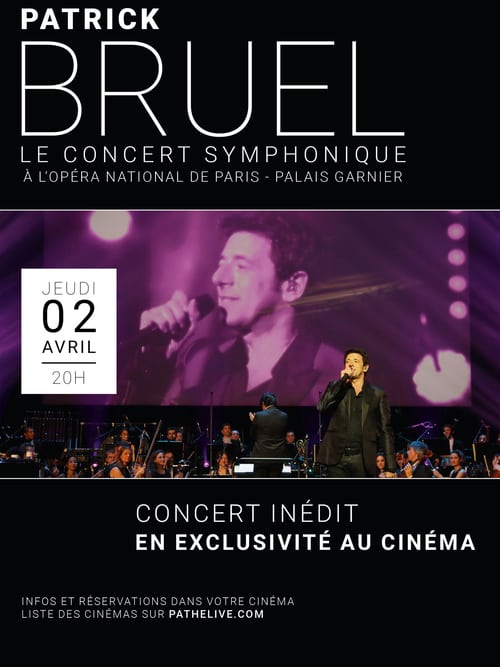 PATRICK
BRUEL
LE CONCERT SYMPHONIQUE
À L'OPÉRA NATIONAL DE PARIS - PALAIS GARNIER
JEUDI
02
AVRIL
20H
CONCERT INÉDIT
EN EXCLUSIVITÉ AU CINÉMA
INFOS ET RÉSERVATIONS DANS VOTRE CINÉMA
LISTE DES CINÉMAS SUR PATHELIVE.COM